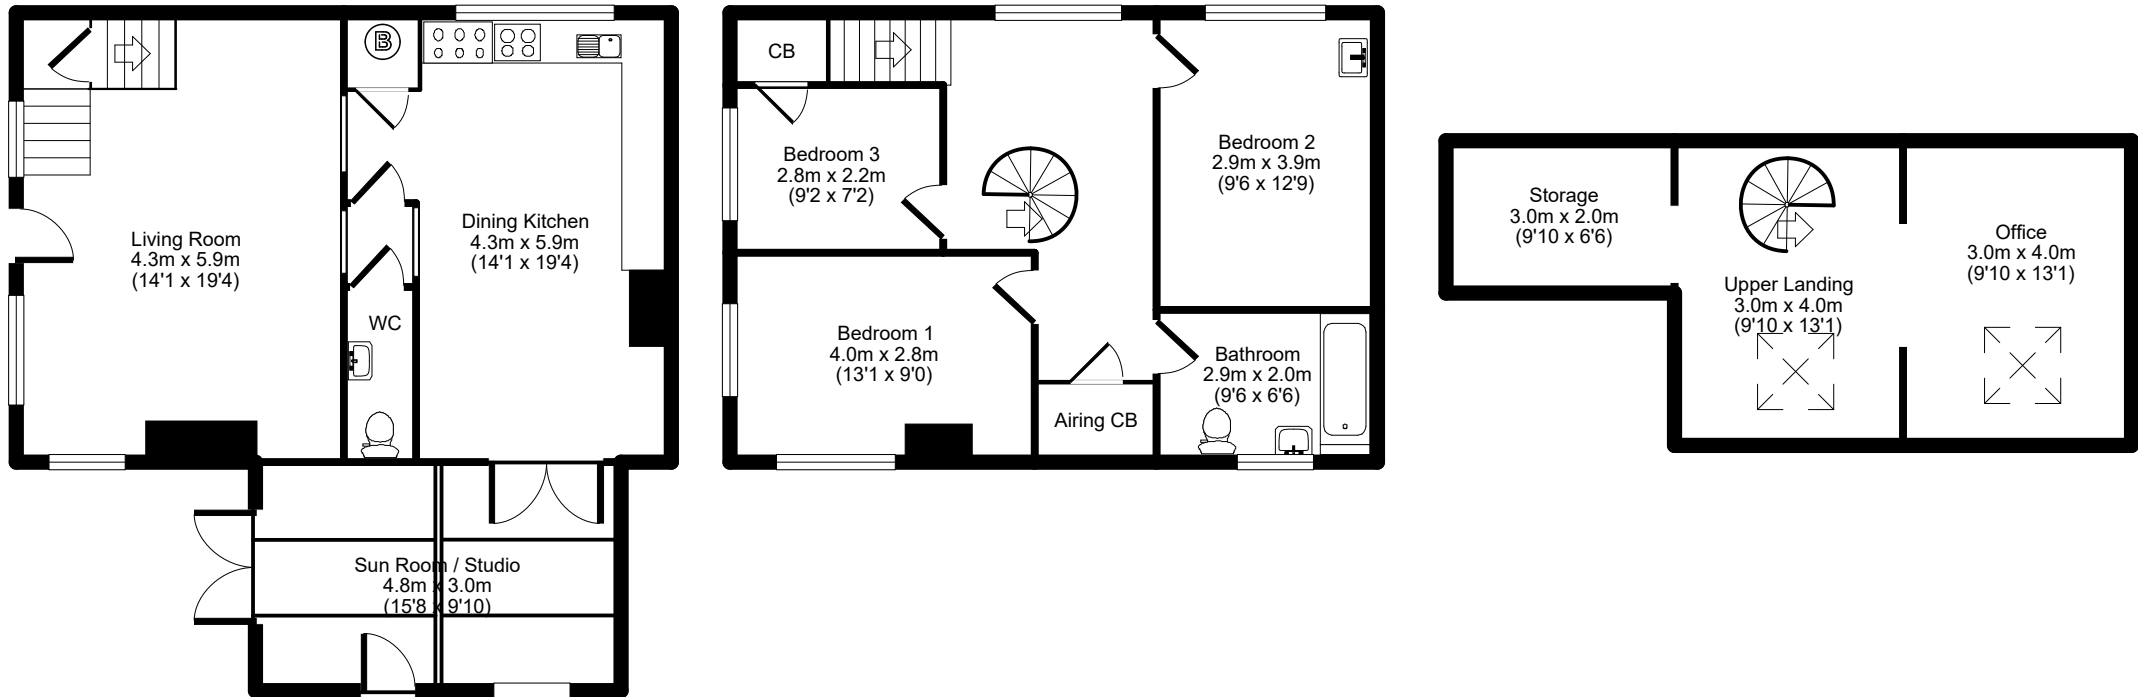 B
Living Room
4.3m x 5.9m
(14'1 x 19'4)
Dining Kitchen
4.3m x 5.9m
(14'1 x 19'4)
WC
Sun Room / Studio
4.8m x 3.0m
(15'8 x 9'10)
CB
Bedroom 3
2.8m x 2.2m
(9'2 x 7'2)
Bedroom 2
2.9m x 3.9m
(9'6 x 12'9)
Bedroom 1
4.0m x 2.8m
(13'1 x 9'0)
Bathroom
2.9m x 2.0m
(9'6 x 6'6)
Airing CB
Storage
3.0m x 2.0m
(9'10 x 6'6)
Upper Landing
3.0m x 4.0m
(9'10 x 13'1)
Office
3.0m x 4.0m
(9'10 x 13'1)